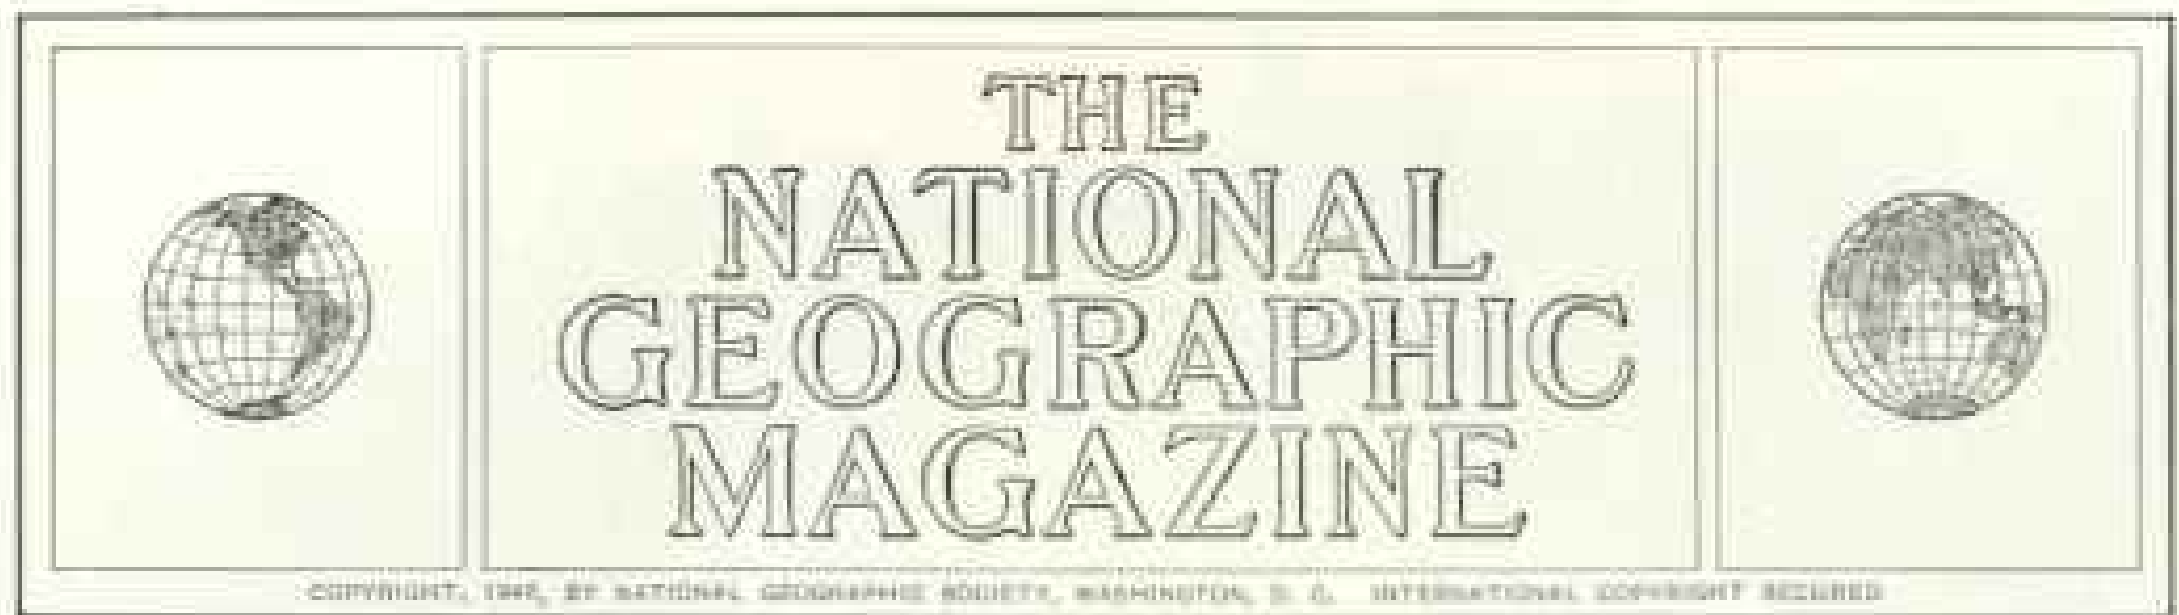 THE
NATIONAL
GEOGRAPHIC
MAGAZINE
COPYRIGHT, BY NATIONAL GEOGRAPHIC SOCIETY, WASHINGTON, D. C. INTERNATIONAL COPYRIGHT SECURED